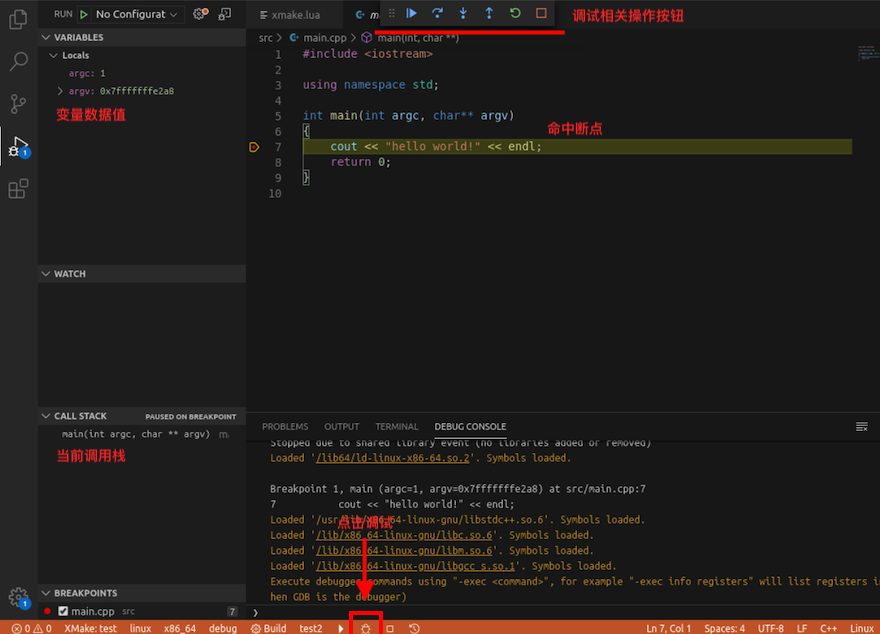 RUN No Configurat
xmake.lua
调试相关操作按钮
VARIABLES
Locals
argc: 1
argv: 0x7fffffffe2a8
变量数据值
src > main.cpp > main(int, char **)
1 #include <iostream>
2
3 using namespace std;
4
5 int main(int argc, char** argv)
6 {
命中断点
7 cout << "hello world!" << endl;
8 return 0;
9 }
10
WATCH
CALL STACK PAUSED ON BREAKPOINT
main(int argc, char ** argv) m.
当前调用栈
PROBLEMS OUTPUT TERMINAL DEBUG CONSOLE
Stopped due to shared library event (no libraries added or removed)
Loaded '/lib64/ld-linux-x86-64.so.2'. Symbols loaded.
Breakpoint 1, main (argc=1, argv=0x7fffffffe2a8) at src/main.cpp:7
7 cout << "hello world!" << endl;
Loaded '/usr/lib/x86_64-linux-gnu/libstdc++.so.6'. Symbols loaded.
点击调试
Loaded '/lib/x86_64-linux-gnu/libc.so.6'. Symbols loaded.
Loaded '/lib/x86_64-linux-gnu/libm.so.6'. Symbols loaded.
Loaded '/lib/x86_64-linux-gnu/libgcc_s.so.1'. Symbols loaded.
Execute debugger commands using "-exec <command>", for example "-exec info registers" will list registers i
hen GDB is the debugger)
>
BREAKPOINTS
main.cpp src 7
1
1
0 0 XMake: test linux x86_64 debug Build test2 Ln 7, Col 1 Spaces: 4 UTF-8 LF C++ Linux